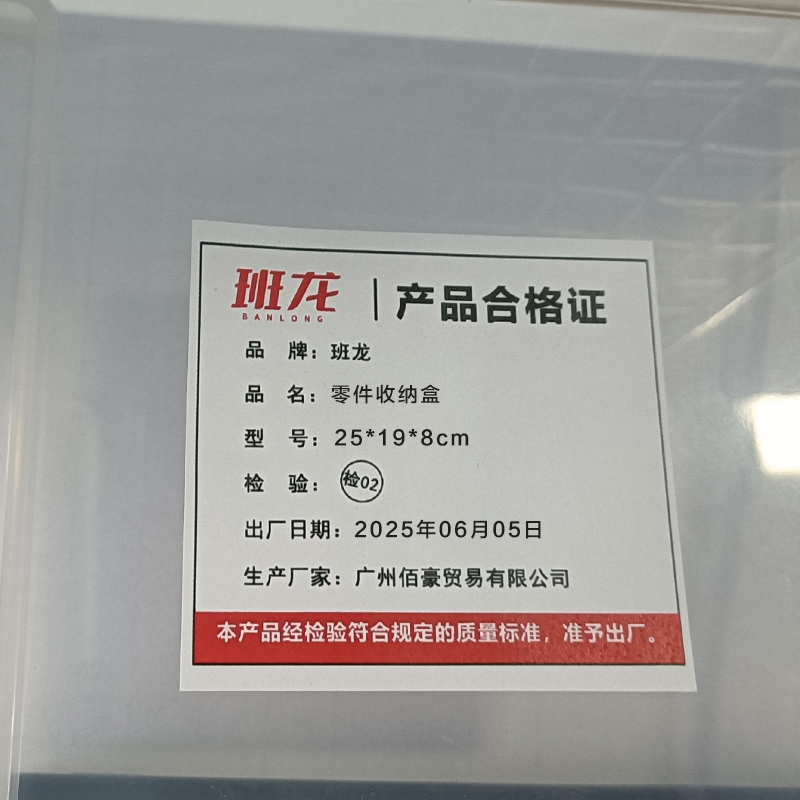 班龙 | 产品合格证
BANLONG
品 牌：班龙
品 名：零件收纳盒
型 号：25*19*8cm
检 验：检02
出厂日期：2025年06月05日
生产厂家：广州佰豪贸易有限公司
本产品经检验符合规定的质量标准，准予出厂。